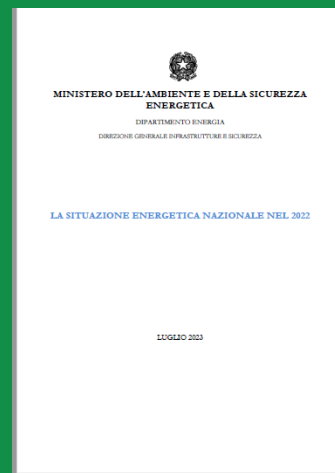 MINISTERO DELL'AMBIENTE E DELLA SICUREZZA
ENERGETICA
DIPARTIMENTO ENERGIA
DIREZIONE GENERALE INFRASTRUTTURE E SICUREZZA
LA SITUAZIONE ENERGETICA NAZIONALE NEL 2022
LUGLIO 2023